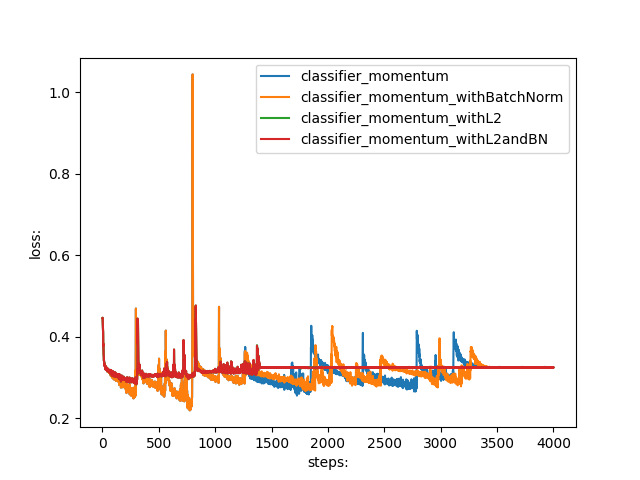 classifier_momentum
classifier_momentum_withBatchNorm
classifier_momentum_withL2
classifier_momentum_withL2andBN
1.0
0.8
0.6
0.4
0.2
loss:
0 500 1000 1500 2000 2500 3000 3500 4000
steps: